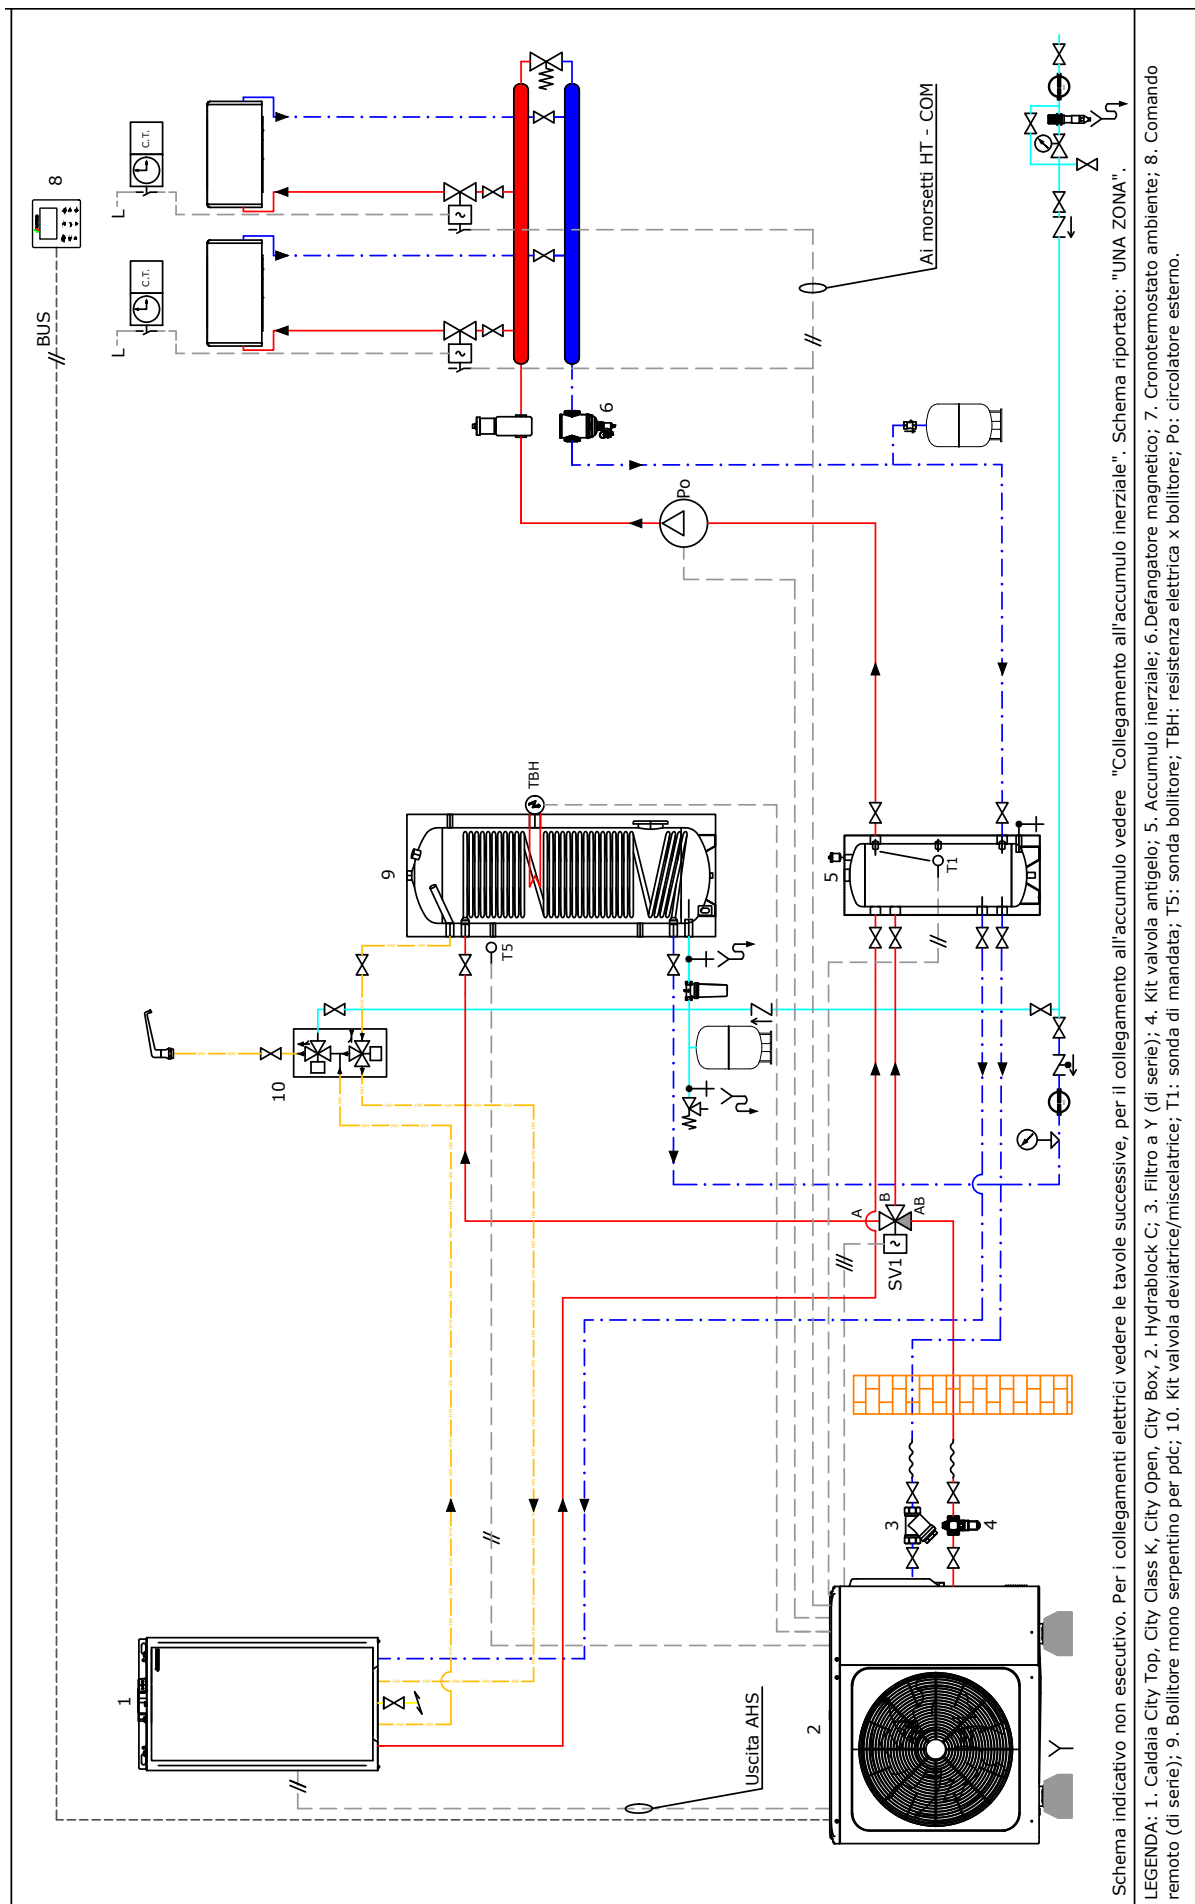 8
C.T.
C.T.
BUS
Ai morsetti HT - COM
6
Po
TBH
9
T5
5
T1
10
A
B
AB
SV1
3
4
1
2
Uscita AHS
Schema indicativo non esecutivo. Per i collegamenti elettrici vedere le tavole successive, per il collegamento all'accumulo vedere "Collegamento all'accumulo inerziale". Schema riportato: "UNA ZONA".
LEGENDA: 1. Caldaia City Top, City Class K, City Open, City Box, 2. Hydrablock C; 3. Filtro a Y (di serie); 4. Kit valvola antigelo; 5. Accumulo inerziale; 6.Defangatore magnetico; 7. Cronotermostato ambiente; 8. Comando
remoto (di serie); 9. Bollitore mono serpentino per pdc; 10. Kit valvola deviatrice/miscelatrice; T1: sonda di mandata; T5: sonda bollitore; TBH: resistenza elettrica x bollitore; Po: circolatore esterno.